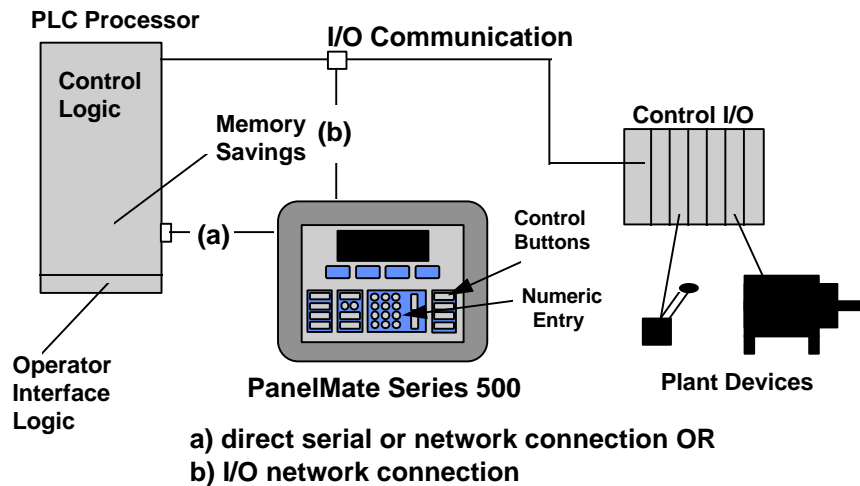 PLC Processor
I/O Communication
Control
Logic
Memory
Savings
(b)
Control I/O
(a)
Control
Buttons
Numeric
Entry
Operator
Interface
Logic
PanelMate Series 500
Plant Devices
a) direct serial or network connection OR
b) I/O network connection